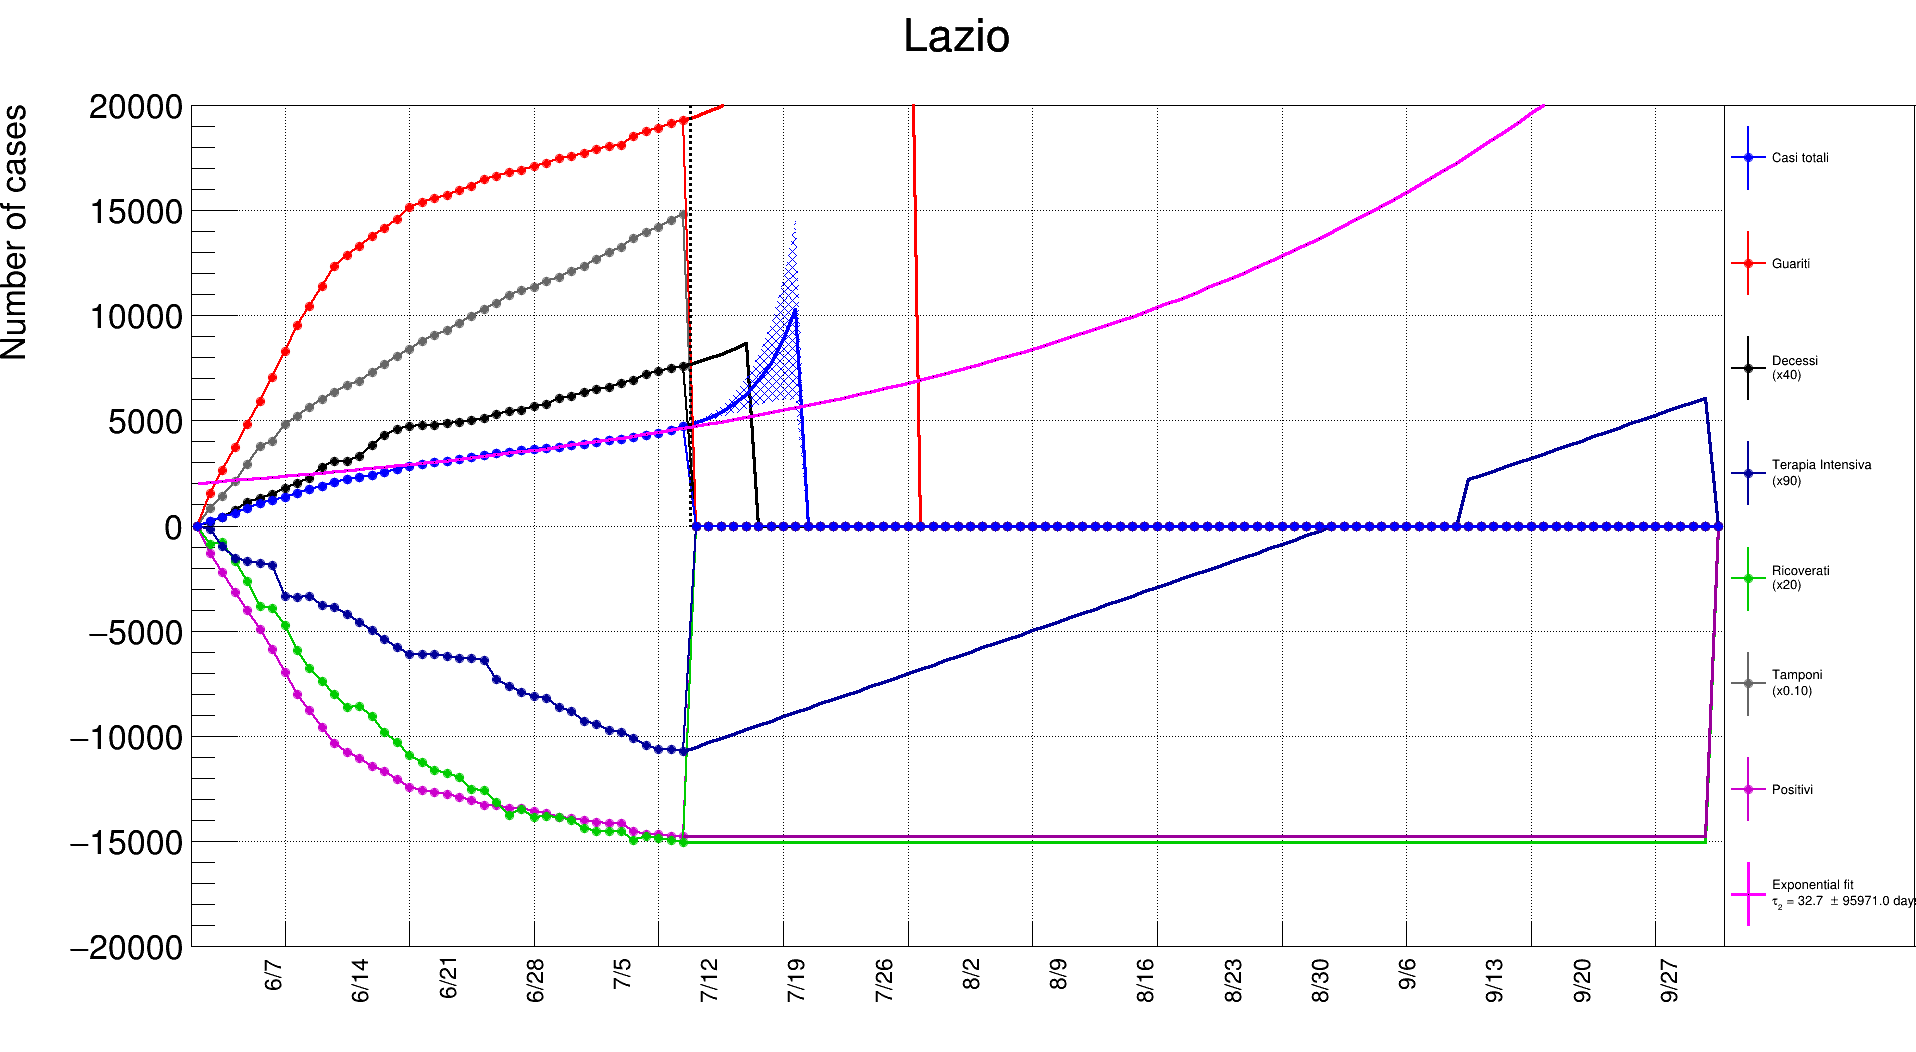 Lazio
Number of cases
20000
15000
10000
5000
0
−5000
−10000
−15000
−20000
6/7
6/14
6/21
6/28
7/5
7/12
7/19
7/26
8/2
8/9
8/16
8/23
8/30
9/6
9/13
9/20
9/27
Casi totali
Guariti
Decessi
(x40)
Terapia Intensiva
(x90)
Ricoverati
(x20)
Tamponi
(x0.10)
Positivi
Exponential fit
τ2 = 32.7 ± 95971.0 days